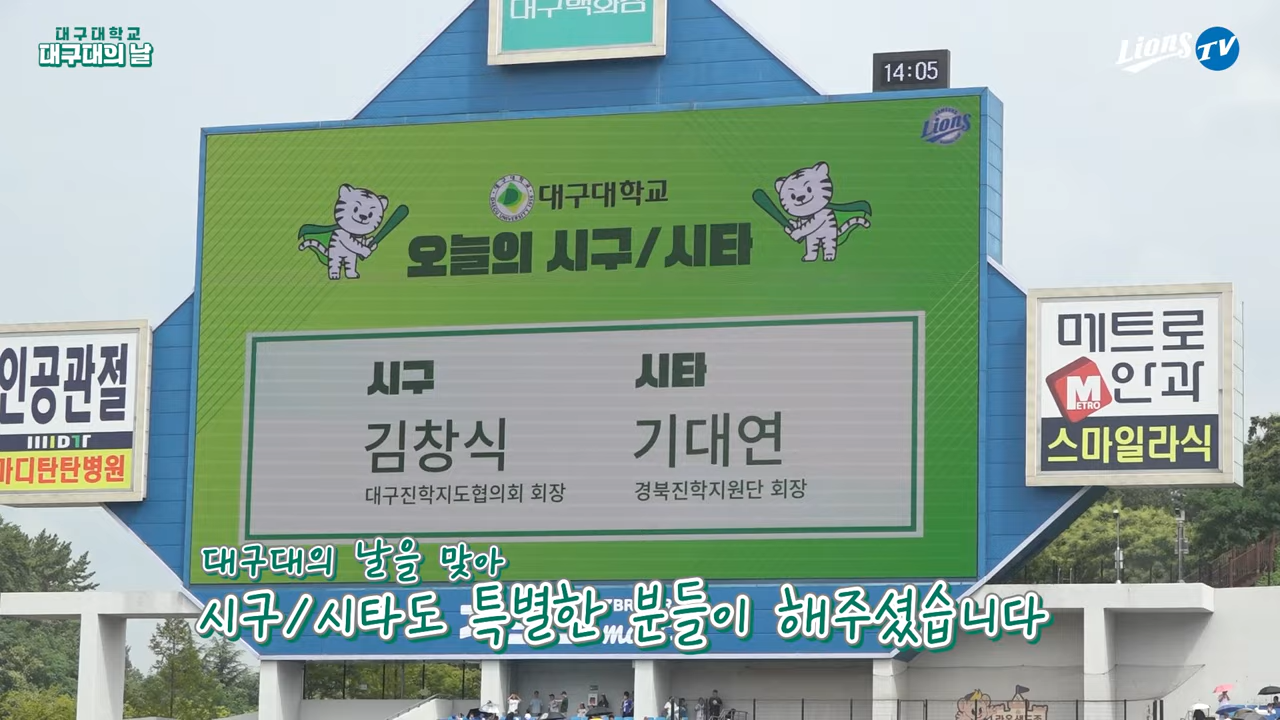 대구대학교
대구대의 날
Lions TV
대구백화점
14:05
Lions
대구대학교
오늘의 시구/시타
시구
시타
김창식
기대연
대구진학지도협의회 회장
경북진학지원단 회장
인공관절
마디탄탄병원
메트로
METRO
안과
스마일라식
대구대의 날을 맞아
시구/시타도 특별한 분들이 해주셨습니다